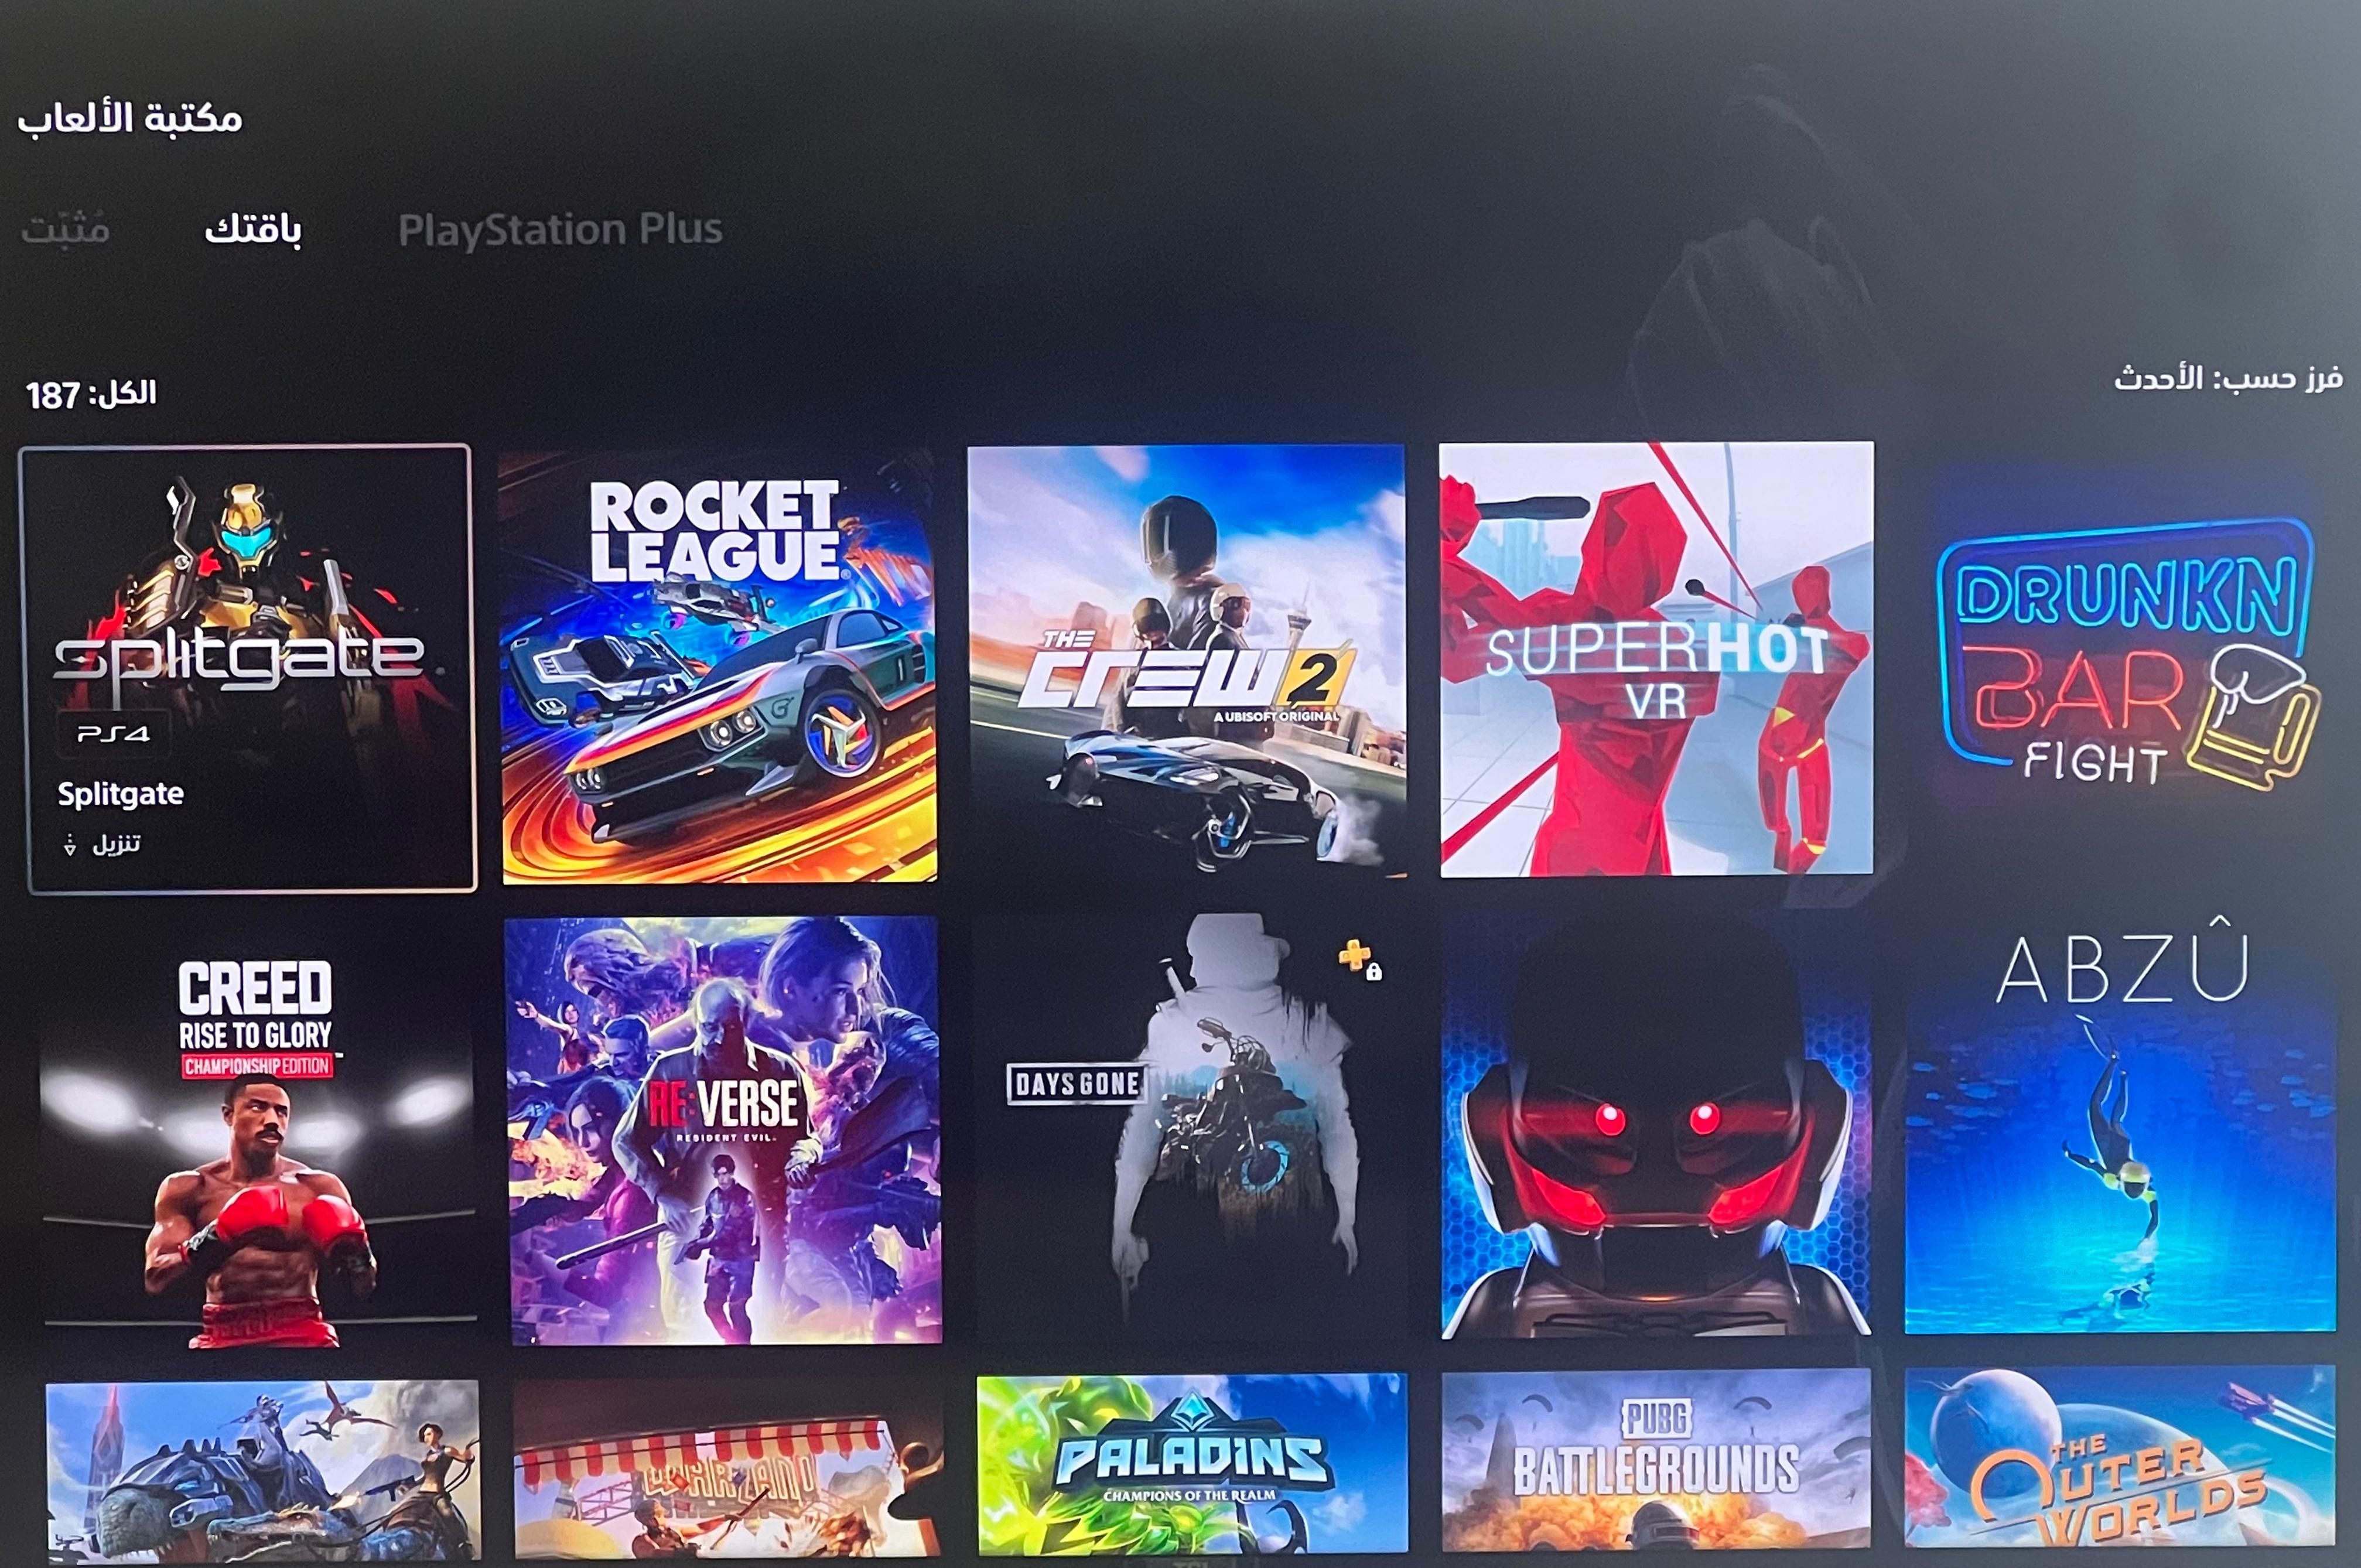 مكتبة الألعاب
مُثبّت
باقتك
PlayStation Plus
الكل: 187
فرز حسب: الأحدث
splitgate
PS4
Splitgate
تنزيل
ROCKET
LEAGUE
THE
CREW 2
A UBISOFT ORIGINAL
SUPERHOT
VR
DRUNKN
BAR
FIGHT
CREED
RISE TO GLORY
CHAMPIONSHIP EDITION™
RE:VERSE
RESIDENT EVIL
DAYS GONE
ABZÛ
PALADINS
CHAMPIONS OF THE REALM
PUBG
BATTLEGROUNDS
THE
OUTER
WORLDS